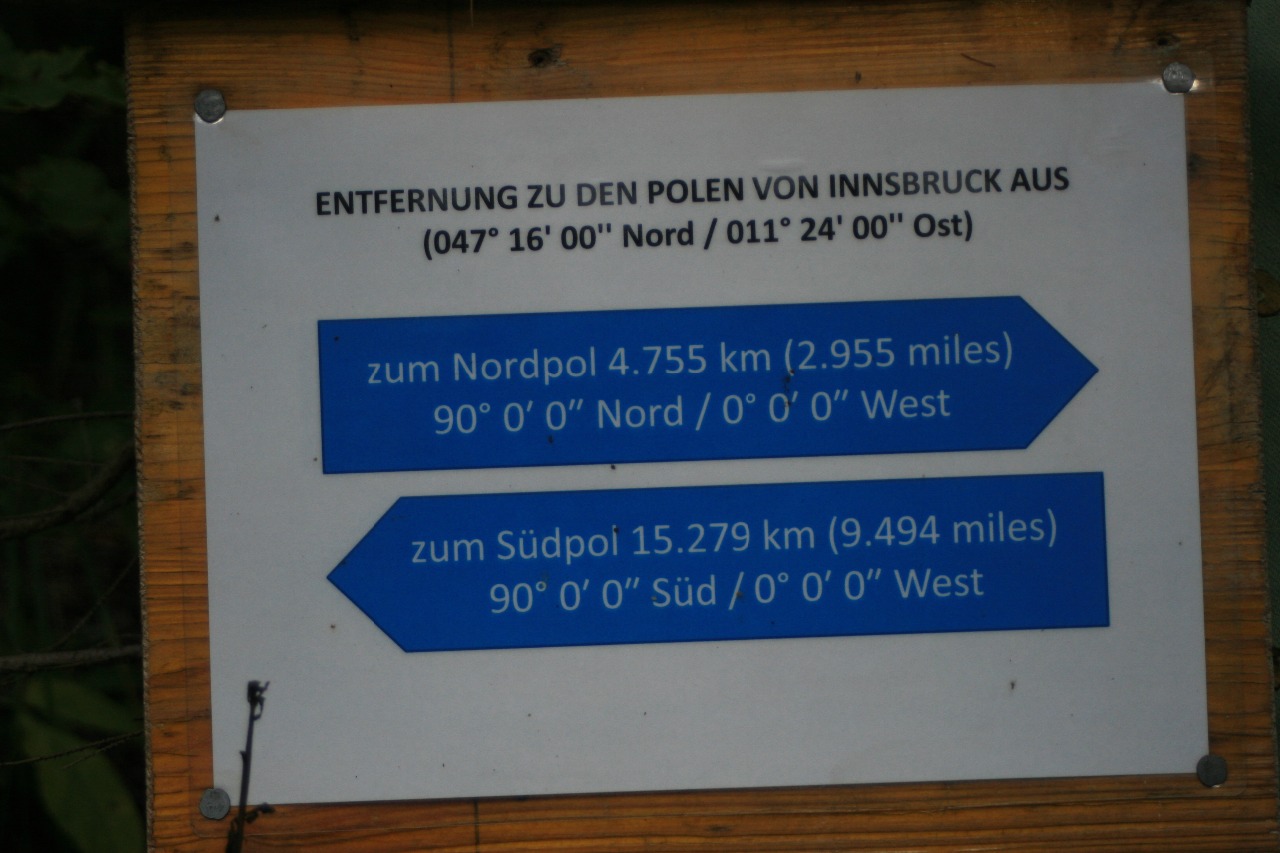 ENTFERNUNG ZU DEN POLEN VON INNSBRUCK AUS
(047° 16' 00'' Nord / 011° 24' 00'' Ost)
zum Nordpol 4.755 km (2.955 miles)
90° 0′ 0″ Nord / 0° 0′ 0″ West
zum Südpol 15.279 km (9.494 miles)
90° 0′ 0″ Süd / 0° 0′ 0″ West